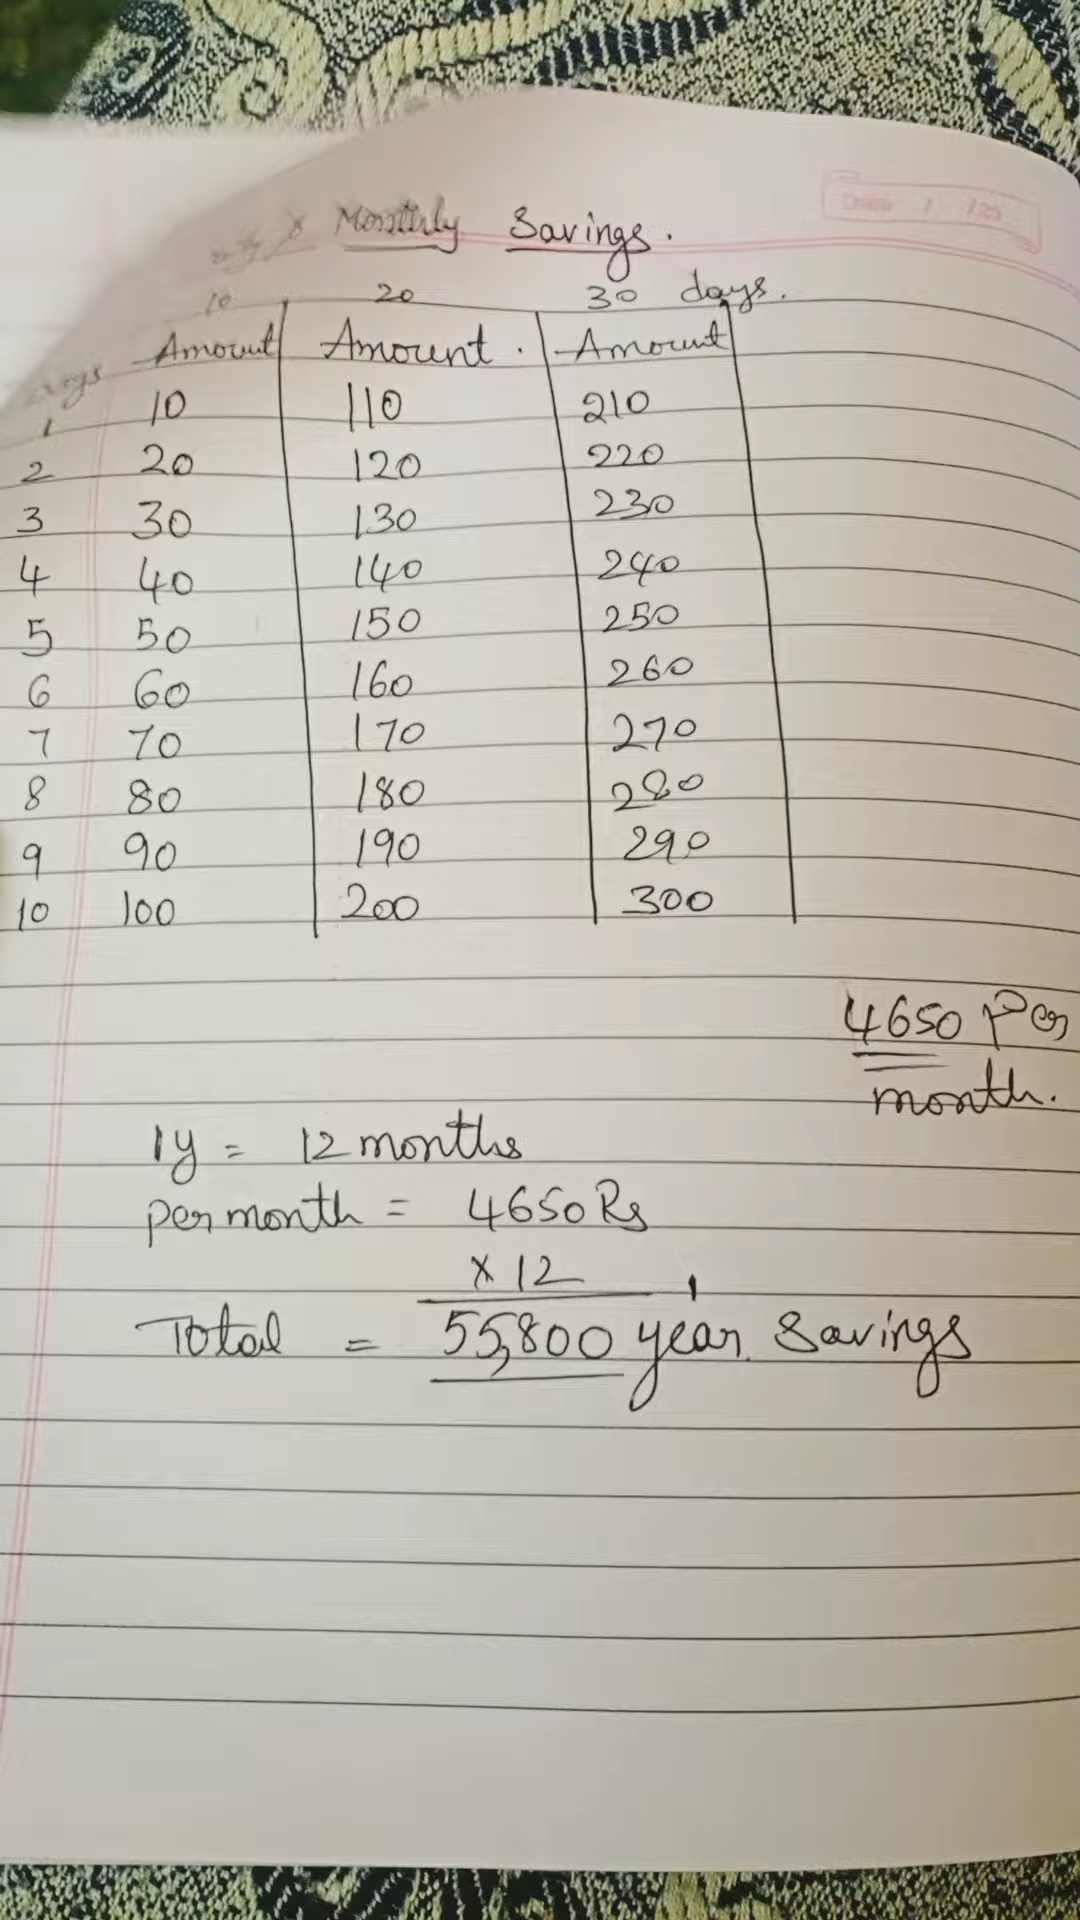 Monthly Savings.
10 20 30 days.
Amount Amount. Amount
1 10 110 210
2 20 120 220
3 30 130 230
4 40 140 240
5 50 150 250
6 60 160 260
7 70 170 270
8 80 180 280
9 90 190 290
10 100 200 300
4650 Per
month.
1y = 12 months
per month = 4650 Rs
x 12
Total = 55,800 year Savings